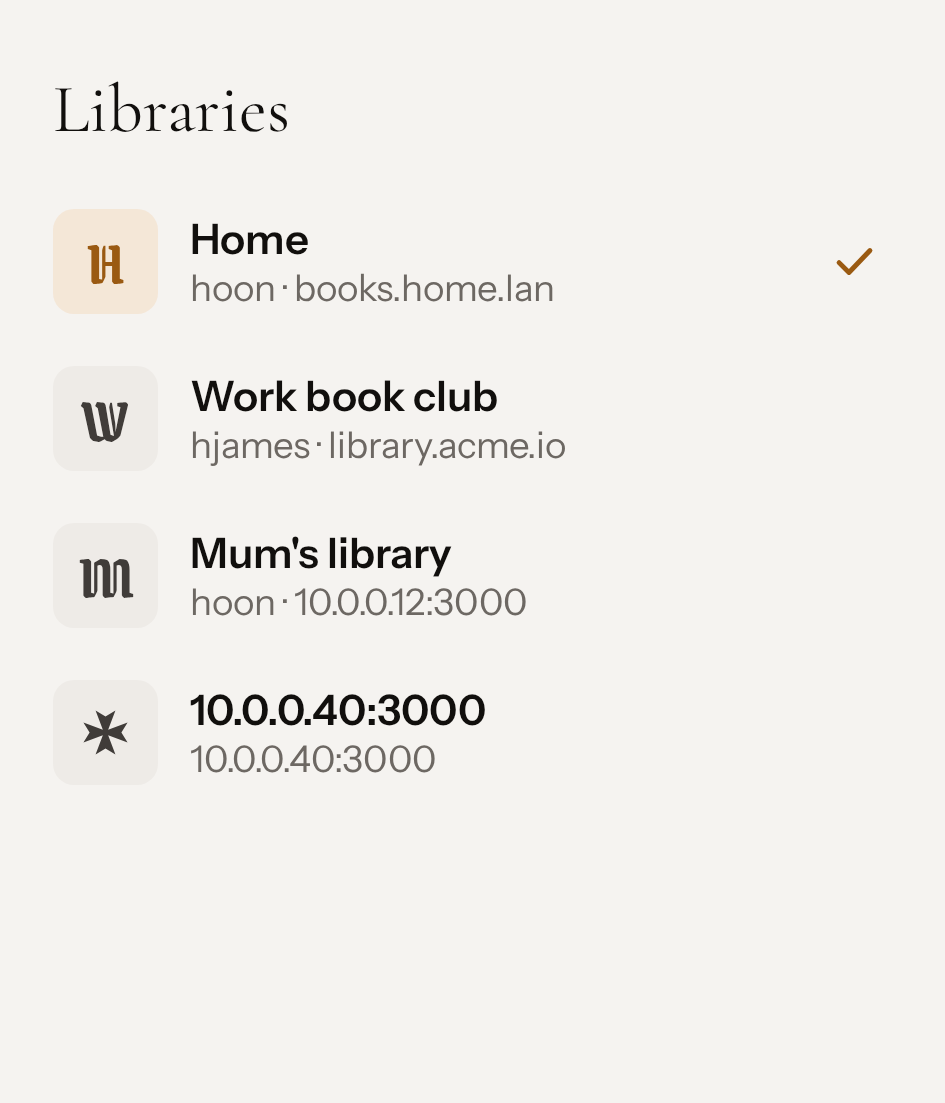 Libraries
H
Home
hoon · books.home.lan
W
Work book club
hjames · library.acme.io
M
Mum's library
hoon · 10.0.0.12:3000
✠
10.0.0.40:3000
10.0.0.40:3000